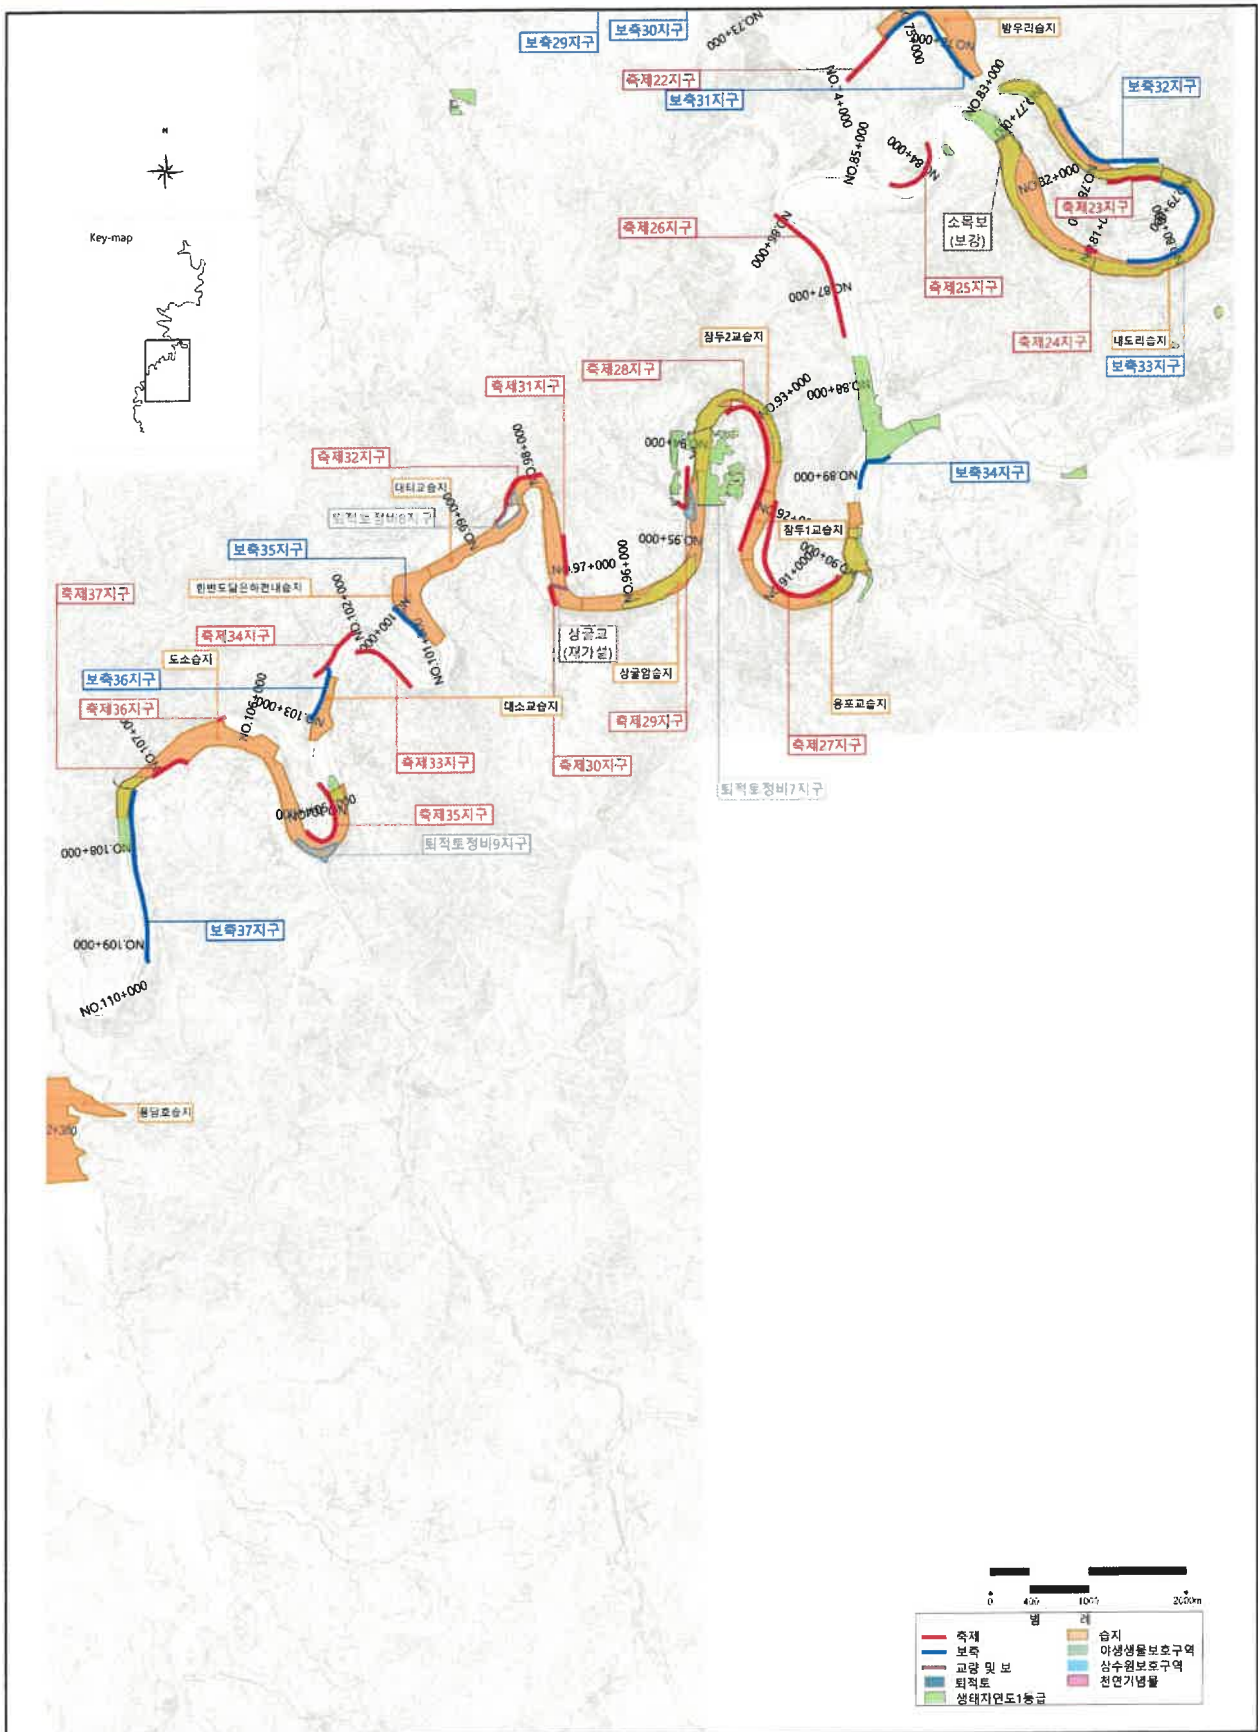 보축29지구
보축30지구
NO.73+000
75+000
방우리습지
축제22지구
보축31지구
NO.74+000
NO.83+000
보축32지구
NO.85+000
NO.82+000
축제23지구
N
소목보
(보강)
축제26지구
NO.86+000
NO.87+000
축제25지구
축제24지구
내도리습지
보축33지구
Key-map
잠두2교습지
축제28지구
축제31지구
NO.88+000
NO.93+000
NO.98+000
축제32지구
대티교습지
퇴적토정비8지구
NO.99+000
NO.89+000
보축34지구
NO.95+000
잠두1교습지
NO.90+000
보축35지구
NO.97+000
NO.96+000
NO.91+000
한반도닮은하천내습지
NO.102+000
축제37지구
축제34지구
NO.100+000
NO.101+000
상굴교
(재가설)
도소습지
상굴암습지
보축36지구
NO.106+000
NO.103+000
대소교습지
용포교습지
축제36지구
축제29지구
축제27지구
축제33지구
축제30지구
퇴적토정비7지구
축제35지구
퇴적토정비9지구
NO.108+000
보축37지구
NO.109+000
NO.110+000
용담호습지
0 400 1000 2000m
범 례
축제
보축
교량 및 보
퇴적토
생태자연도1등급
습지
야생생물보호구역
상수원보호구역
천연기념물